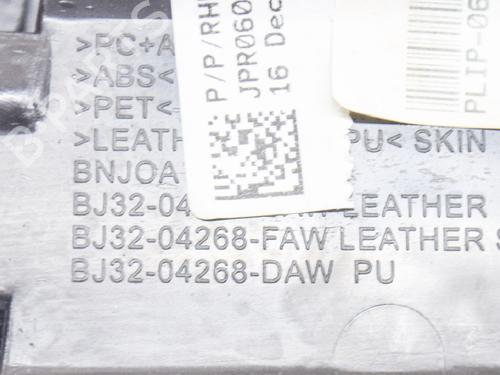 >PC+A
>ABS<
>PET<
>LEATH PU< SKIN
BNJOA
BJ32-04 LEATHER
BJ32-04268-FAW LEATHER S
BJ32-04268-DAW PU
P/P/RH
JPR060
16 Dec
PLIP-06
B-PARTS